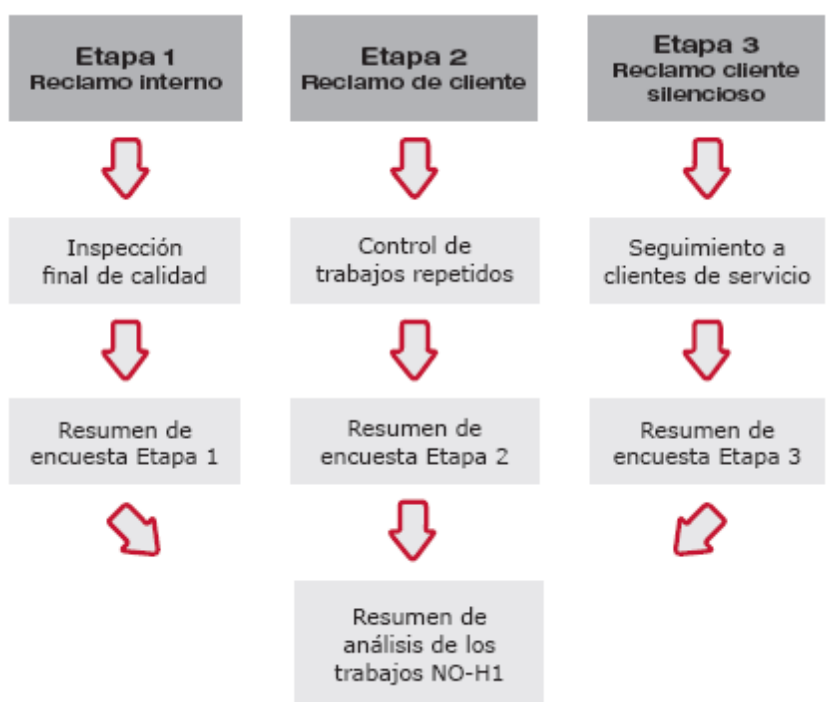 Etapa 1
Reclamo interno
Etapa 2
Reclamo de cliente
Etapa 3
Reclamo cliente
silencioso
Inspección
final de calidad
Control de
trabajos repetidos
Seguimiento a
clientes de servicio
Resumen de
encuesta Etapa 1
Resumen de
encuesta Etapa 2
Resumen de
encuesta Etapa 3
Resumen de
análisis de los
trabajos NO-H1